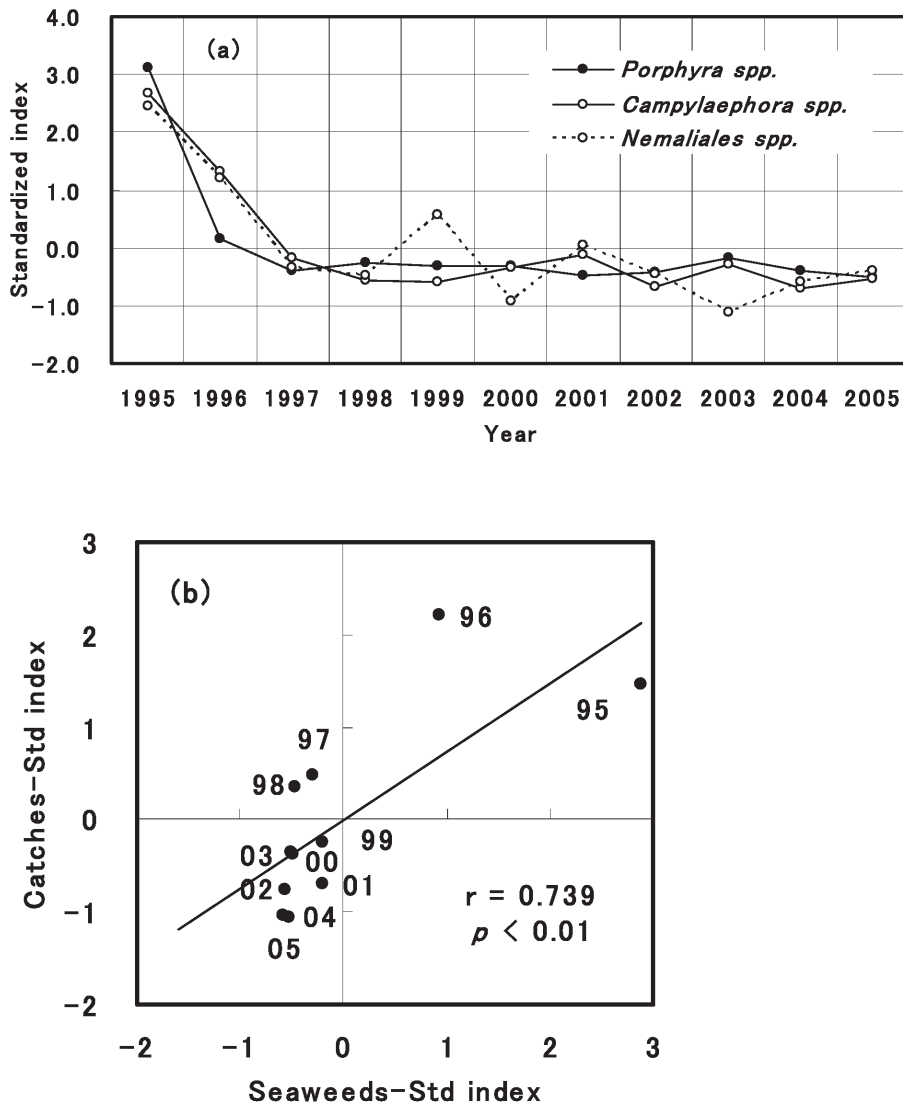 (a)
4.0
3.0
2.0
1.0
0.0
−1.0
−2.0
Standardized index
Porphyra spp.
Campylaephora spp.
Nemaliales spp.
1995 1996 1997 1998 1999 2000 2001 2002 2003 2004 2005
Year
(b)
3
2
1
0
−1
−2
Catches−Std index
96
95
97
98
99
03
00
02
01
04
05
r = 0.739
p < 0.01
−2 −1 0 1 2 3
Seaweeds−Std index